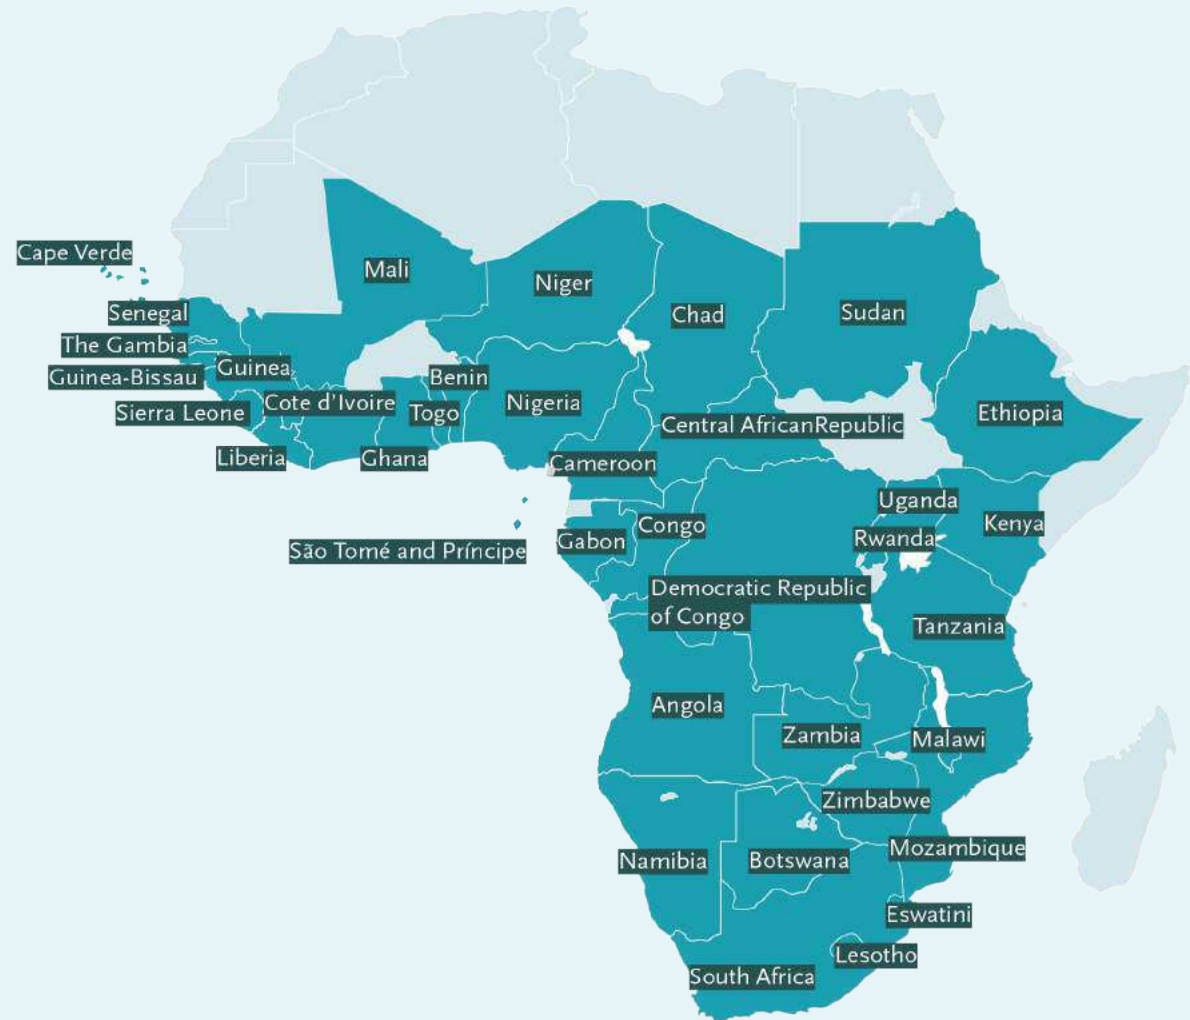 Cape Verde
Mali
Niger
Chad
Sudan
Senegal
The Gambia
Guinea-Bissau
Guinea
Benin
Sierra Leone
Cote d'Ivoire
Togo
Nigeria
Ethiopia
Central AfricanRepublic
Liberia
Ghana
Cameroon
Uganda
Kenya
Congo
Rwanda
Gabon
São Tomé and Príncipe
Democratic Republic
of Congo
Tanzania
Angola
Zambia
Malawi
Zimbabwe
Mozambique
Namibia
Botswana
Eswatini
Lesotho
South Africa